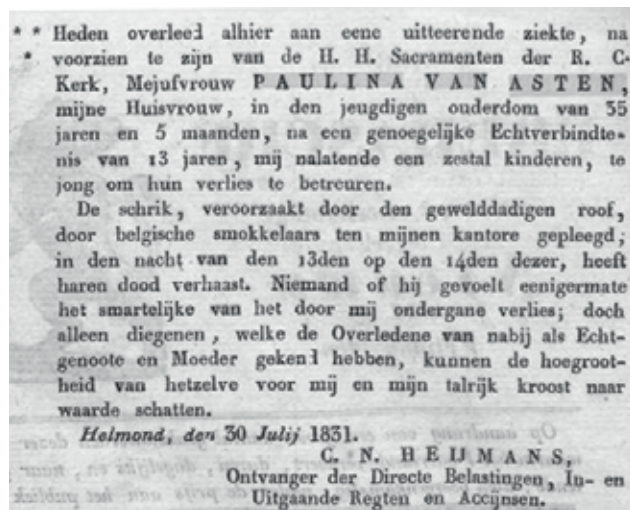 * * Heden overleed alhier aan eene uitteerende ziekte, na
* voorzien te zijn van de H. H. Sacramenten der R. C.
Kerk, Mejufvrouw PAULINA VAN ASTEN,
mijne Huisvrouw, in den jeugdigen ouderdom van 35
jaren en 5 maanden, na een genoegelijke Echtverbindte-
nis van 13 jaren, mij nalatende een zestal kinderen, te
jong om hun verlies te betreuren.
De schrik, veroorzaakt door den gewelddadigen roof,
door belgische smokkelaars ten mijnen kantore gepleegd,
in den nacht van den 13den op den 14den dezer, heeft
haren dood verhaast. Niemand of hij gevoelt eenigermate
het smartelijke van het door mij ondergane verlies; doch
alleen diegenen, welke de Overledene van nabij als Echt-
genoote en Moeder gekend hebben, kunnen de hoegroot-
heid van hetzelve voor mij en mijn talrijk kroost naar
waarde schatten.
Helmond, den 30 Julij 1831.
C. N. HEIJMANS,
Ontvanger der Directe Belastingen, In- en
Uitgaande Regten en Accijnsen.